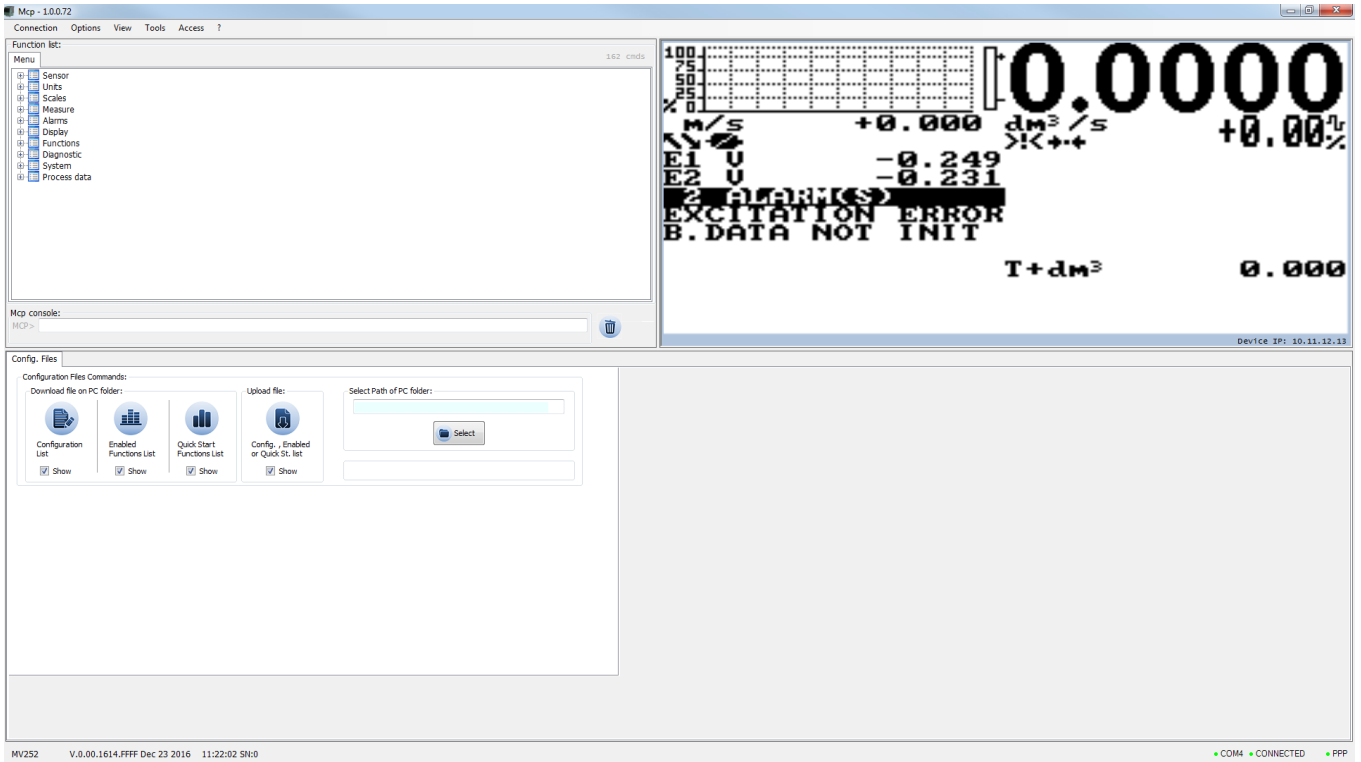 Mcp - 1.0.0.72
Connection Options View Tools Access ?
Function list:
Menu
162 cmds
Sensor
Units
Scales
Measure
Alarms
Display
Functions
Diagnostic
System
Process data
Mcp console:
MCP>
100
75
50
25
% 0
0.0000
m/s +0.000 dm³/s +0.00%
E1 V -0.249
E2 V -0.231
2 ALARM(S)
EXCITATION ERROR
B.DATA NOT INIT
T+dm³ 0.000
Device IP: 10.11.12.13
Config. Files
Configuration Files Commands:
Download file on PC folder:
Configuration
List
Show
Enabled
Functions List
Show
Quick Start
Functions List
Show
Upload file:
Config. , Enabled
or Quick St. list
Show
Select Path of PC folder:
Select
MV252 V.0.00.1614.FFFF Dec 23 2016 11:22:02 SN:0
COM4 CONNECTED PPP